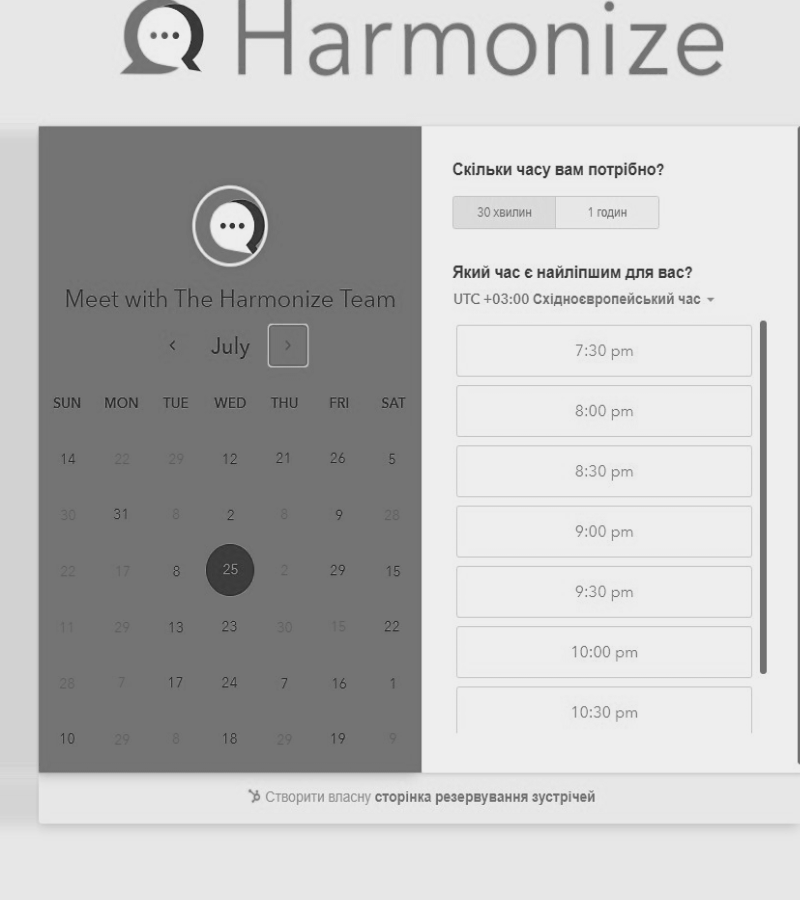 Harmonize
Meet with The Harmonize Team
July
SUN MON TUE WED THU FRI SAT
14 22 29 12 21 26 5
30 31 8 2 8 9 28
22 17 8 25 2 29 15
11 29 13 23 30 15 22
28 7 17 24 7 16 1
10 29 8 18 29 19 9
Скільки часу вам потрібно?
30 хвилин 1 годин
Який час є найліпшим для вас?
UTC +03:00 Східноєвропейський час
7:30 pm
8:00 pm
8:30 pm
9:00 pm
9:30 pm
10:00 pm
10:30 pm
Створити власну сторінка резервування зустрічей